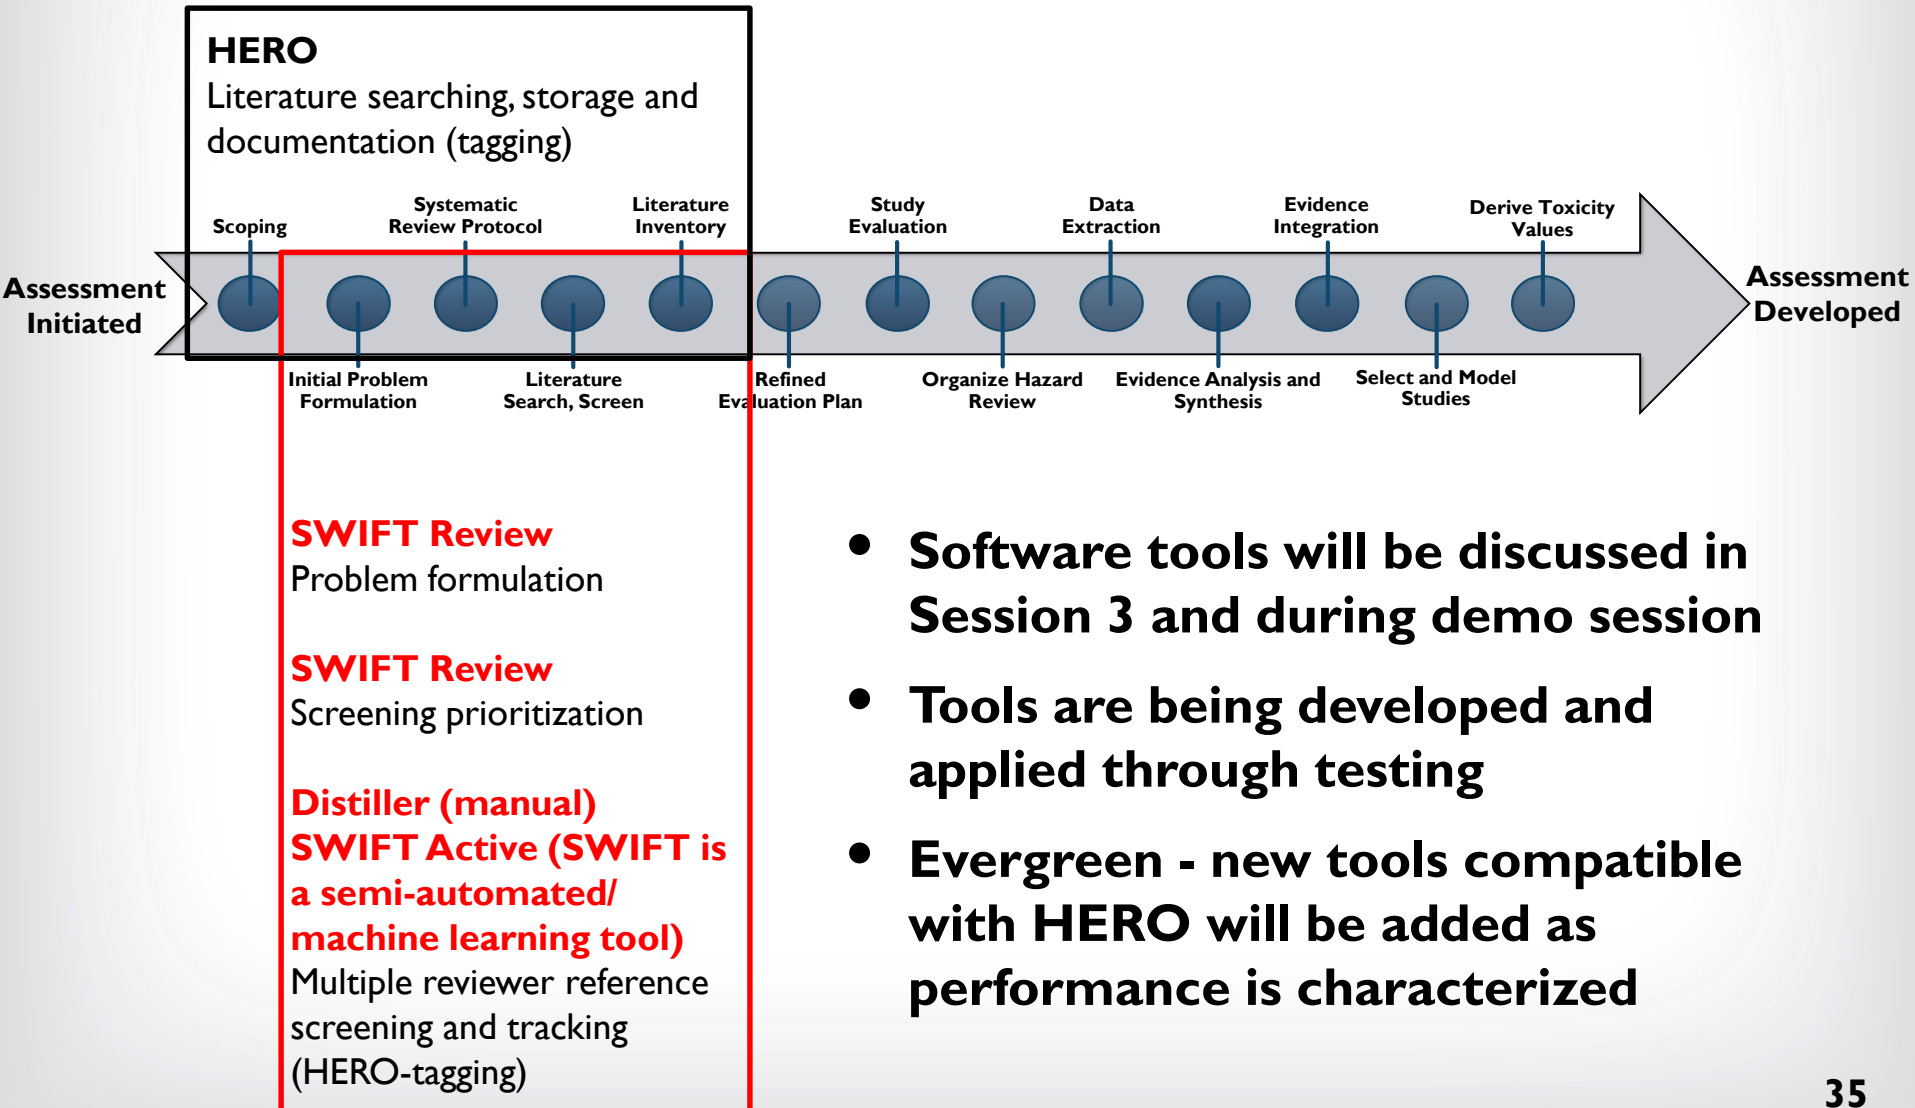 HERO
Literature searching, storage and
documentation (tagging)
Assessment
Initiated
Scoping
Initial Problem
Formulation
Systematic
Review Protocol
Literature
Search, Screen
Literature
Inventory
Refined
Evaluation Plan
Study
Evaluation
Organize Hazard
Review
Data
Extraction
Evidence Analysis and
Synthesis
Evidence
Integration
Select and Model
Studies
Derive Toxicity
Values
Assessment
Developed
SWIFT Review
Problem formulation
SWIFT Review
Screening prioritization
Distiller (manual)
SWIFT Active (SWIFT is
a semi-automated/
machine learning tool)
Multiple reviewer reference
screening and tracking
(HERO-tagging)
• Software tools will be discussed in
Session 3 and during demo session
• Tools are being developed and
applied through testing
• Evergreen - new tools compatible
with HERO will be added as
performance is characterized
35